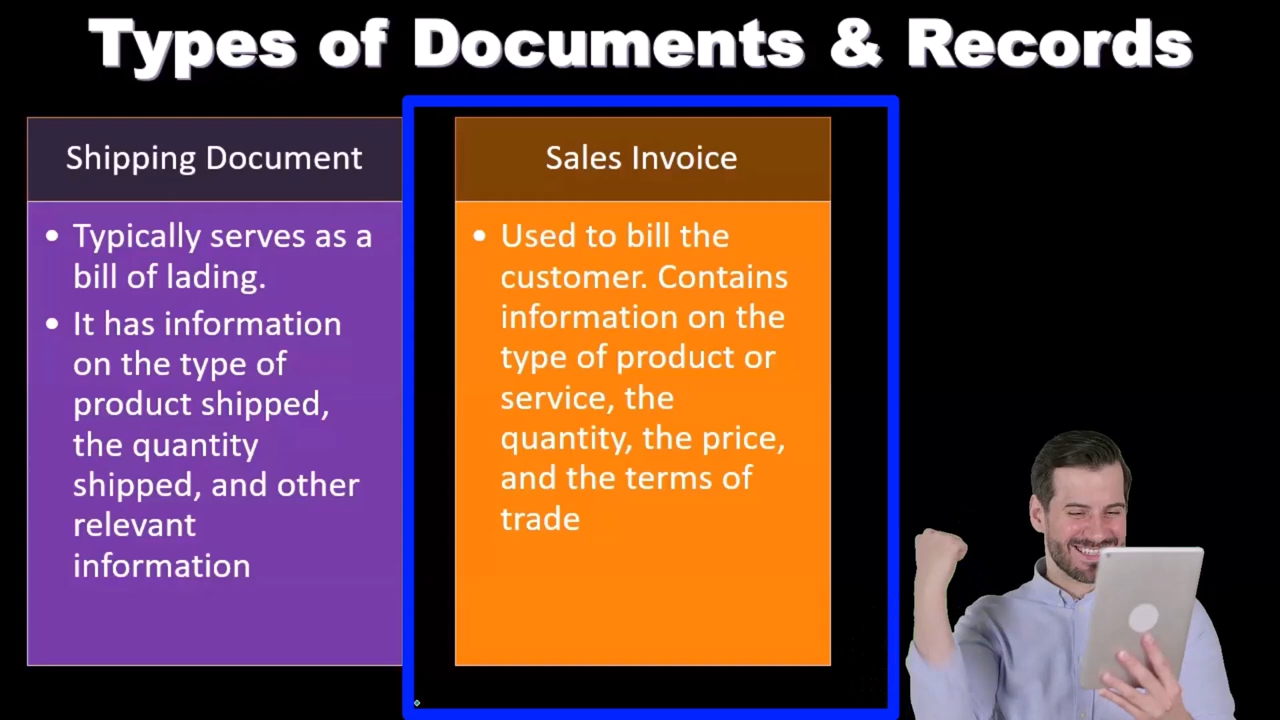 Types of Documents & Records
Shipping Document
• Typically serves as a
bill of lading.
• It has information
on the type of
product shipped,
the quantity
shipped, and other
relevant
information
Sales Invoice
• Used to bill the
customer. Contains
information on the
type of product or
service, the
quantity, the price,
and the terms of
trade